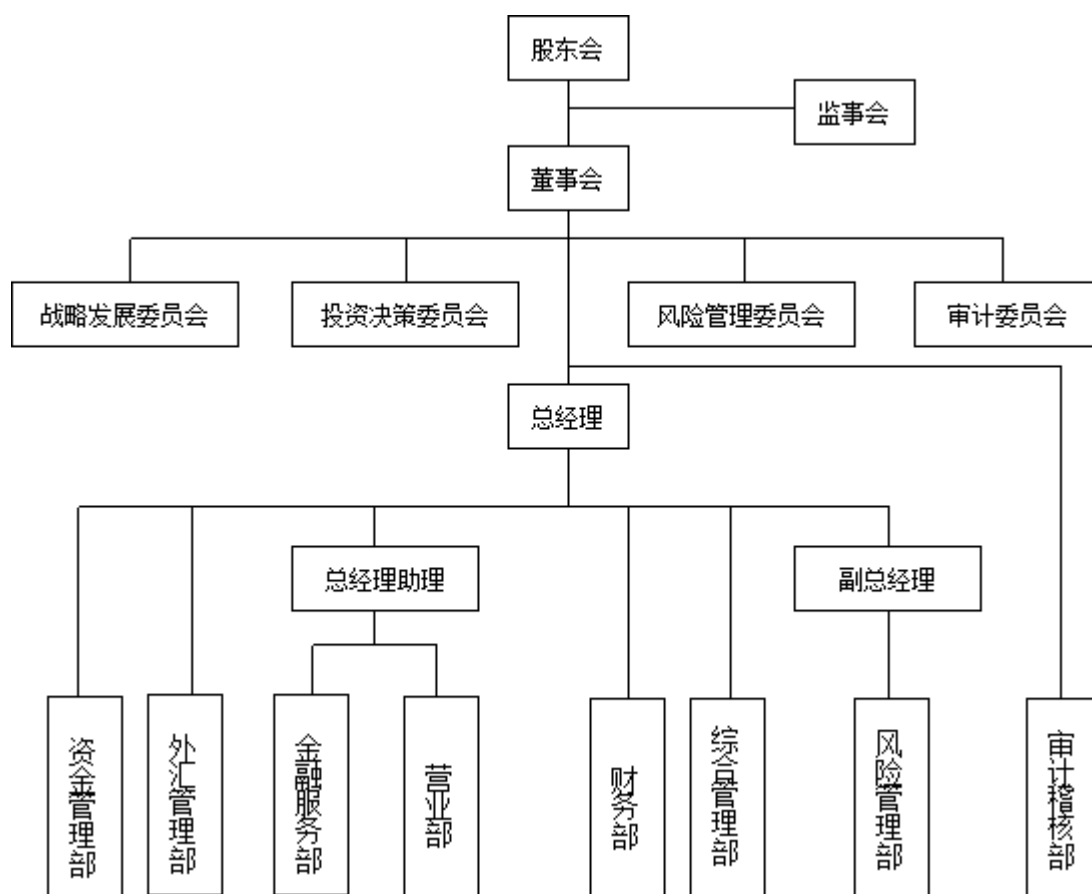 股东会
监事会
董事会
战略发展委员会
投资决策委员会
风险管理委员会
审计委员会
总经理
总经理助理
副总经理
资金管理部
外汇管理部
金融服务部
营业部
财务部
综合管理部
风险管理部
审计稽核部